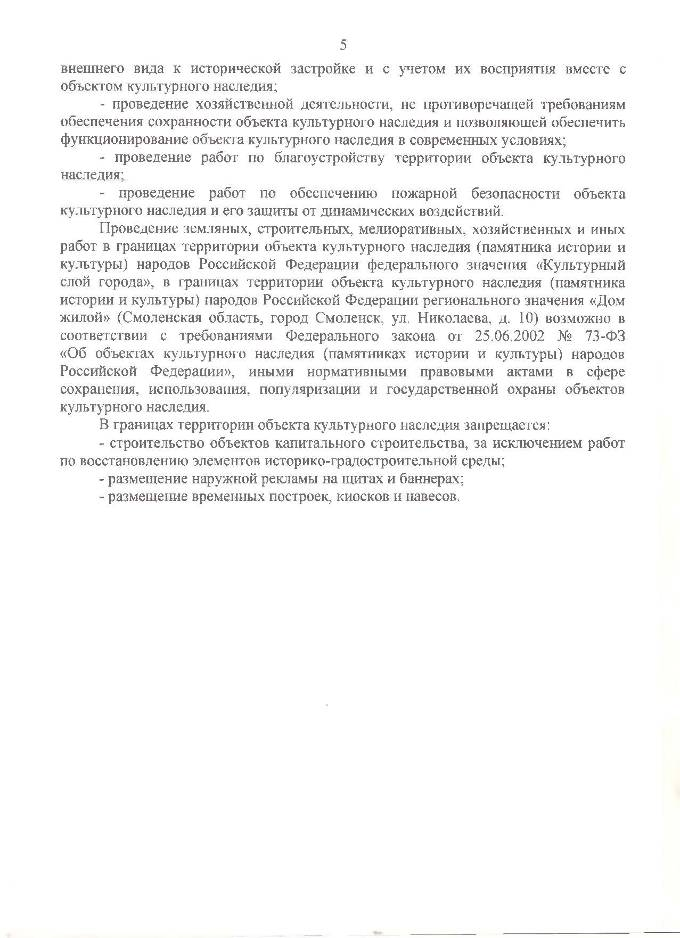 5
внешнего вида к исторической застройке и с учетом их восприятия вместе с
объектом культурного наследия;
- проведение хозяйственной деятельности, не противоречащей требованиям
обеспечения сохранности объекта культурного наследия и позволяющей обеспечить
функционирование объекта культурного наследия в современных условиях;
- проведение работ по благоустройству территории объекта культурного
наследия;
- проведение работ по обеспечению пожарной безопасности объекта
культурного наследия и его защиты от динамических воздействий.
Проведение земляных, строительных, мелиоративных, хозяйственных и иных
работ в границах территории объекта культурного наследия (памятника истории и
культуры) народов Российской Федерации федерального значения «Культурный
слой города», в границах территории объекта культурного наследия (памятника
истории и культуры) народов Российской Федерации регионального значения «Дом
жилой» (Смоленская область, город Смоленск, ул. Николаева, д. 10) возможно в
соответствии с требованиями Федерального закона от 25.06.2002 № 73-ФЗ
«Об объектах культурного наследия (памятниках истории и культуры) народов
Российской Федерации», иными нормативными правовыми актами в сфере
сохранения, использования, популяризации и государственной охраны объектов
культурного наследия.
В границах территории объекта культурного наследия запрещается:
- строительство объектов капитального строительства, за исключением работ
по восстановлению элементов историко-градостроительной среды;
- размещение наружной рекламы на щитах и баннерах;
- размещение временных построек, киосков и навесов.